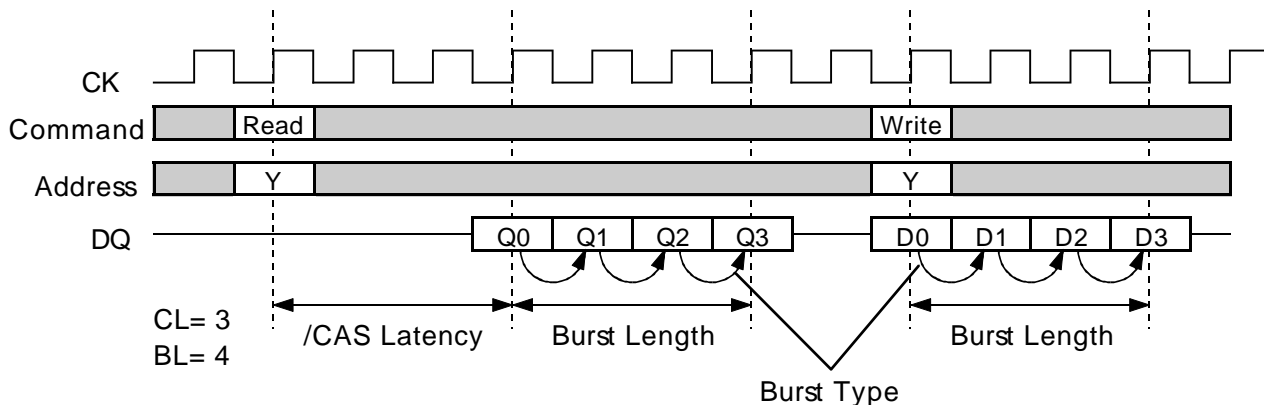 CK
Command Read Write
Address Y Y
DQ Q0 Q1 Q2 Q3 D0 D1 D2 D3
CL= 3 /CAS Latency Burst Length Burst Length
BL= 4
Burst Type